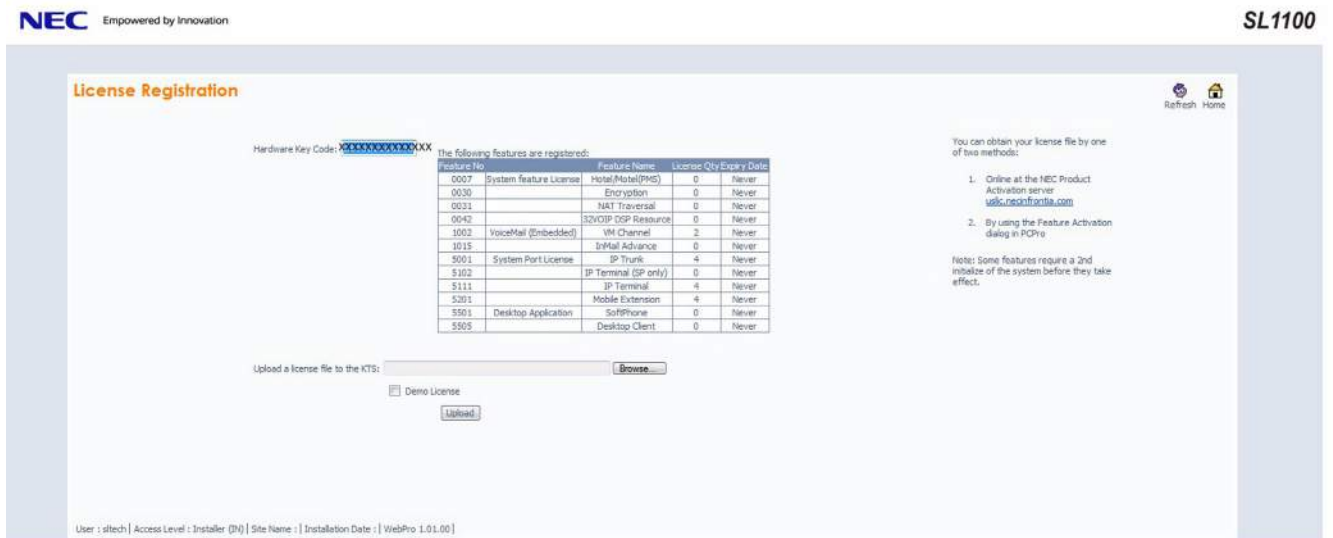 NEC Empowered by Innovation
SL1100
License Registration
Refresh Home
Hardware Key Code: XXXXXXXXXXXXXXXX
The following features are registered:
Feature No Feature Name License Qty Expiry Date
0007 System feature License Hotel/Motel(PMS) 0 Never
0030 Encryption 0 Never
0031 NAT Traversal 0 Never
0042 32VOIP DSP Resource 0 Never
1002 VoiceMail (Embedded) VM Channel 2 Never
1015 InMail Advance 0 Never
5001 System Port License IP Trunk 4 Never
5102 IP Terminal (SP only) 0 Never
5111 IP Terminal 4 Never
5201 Mobile Extension 4 Never
5501 Desktop Application SoftPhone 0 Never
5505 Desktop Client 0 Never
You can obtain your license file by one
of two methods:
1. Online at the NEC Product
Activation server
uslic.necinfrontia.com
2. By using the Feature Activation
dialog in PCPro
Note: Some features require a 2nd
initialize of the system before they take
effect.
Upload a license file to the KTS: Browse...
Demo License
Upload
User : sltech | Access Level : Installer (IN) | Site Name : | Installation Date : | WebPro 1.01.00 |